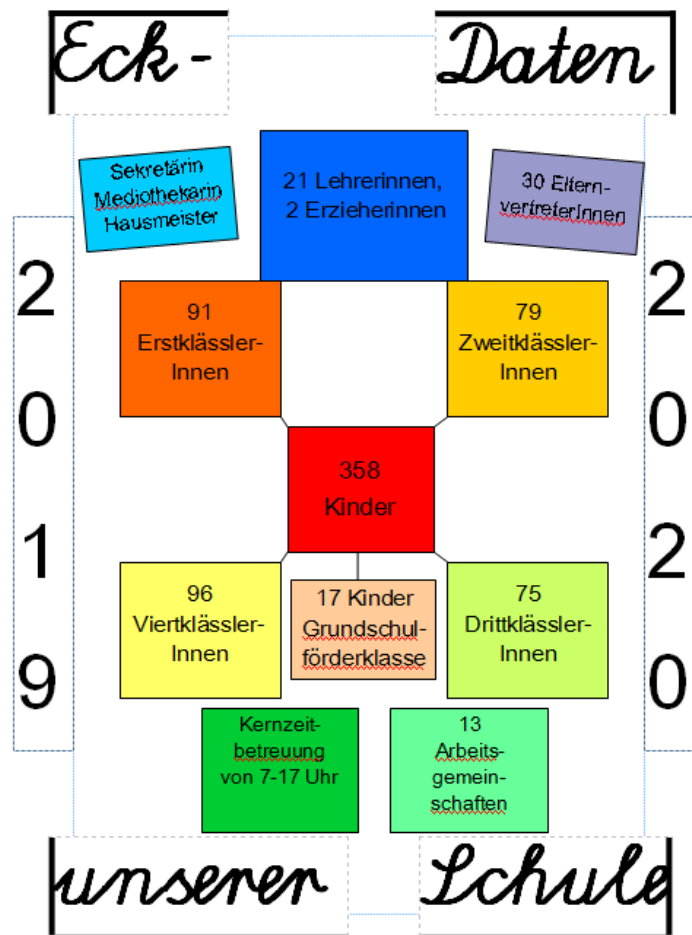 Eck- Daten
Sekretärin
Mediothekarin
Hausmeister
21 Lehrerinnen,
2 Erzieherinnen
30 Eltern-
vertreterInnen
2
0
1
9
2
0
2
0
91
Erstklässler-
Innen
79
Zweitklässler-
Innen
358
Kinder
96
Viertklässler-
Innen
17 Kinder
Grundschul-
förderklasse
75
Drittklässler-
Innen
Kernzeit-
betreuung
von 7-17 Uhr
13
Arbeits-
gemein-
schaften
unserer Schule